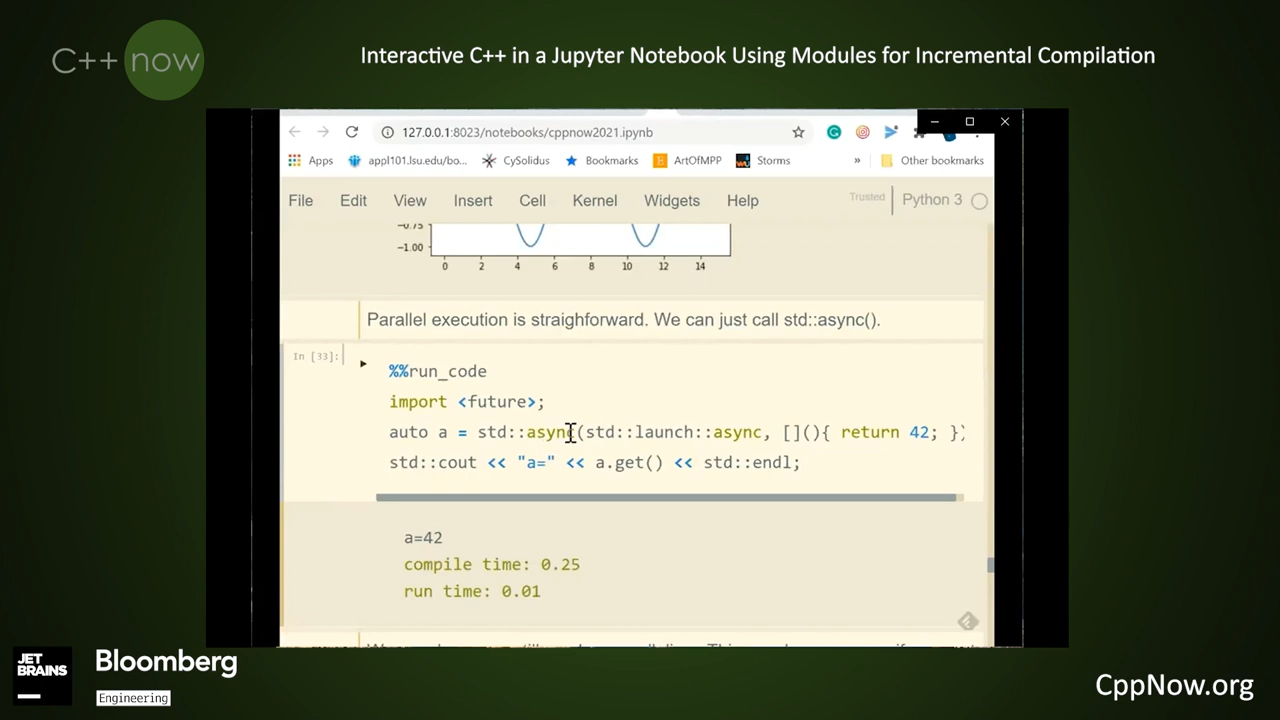 C++ now
Interactive C++ in a Jupyter Notebook Using Modules for Incremental Compilation
127.0.0.1:8023/notebooks/cppnow2021.ipynb
Apps appl101.lsu.edu/bo... CySolidus Bookmarks ArtOfMPP Storms » Other bookmarks
File Edit View Insert Cell Kernel Widgets Help Trusted Python 3
−0.75
−1.00
0 2 4 6 8 10 12 14
Parallel execution is straighforward. We can just call std::async().
In [33]:
%%run_code
import <future>;
auto a = std::async(std::launch::async, [](){ return 42; })
std::cout << "a=" << a.get() << std::endl;
a=42
compile time: 0.25
run time: 0.01
JET
BRAINS
Bloomberg
Engineering
CppNow.org